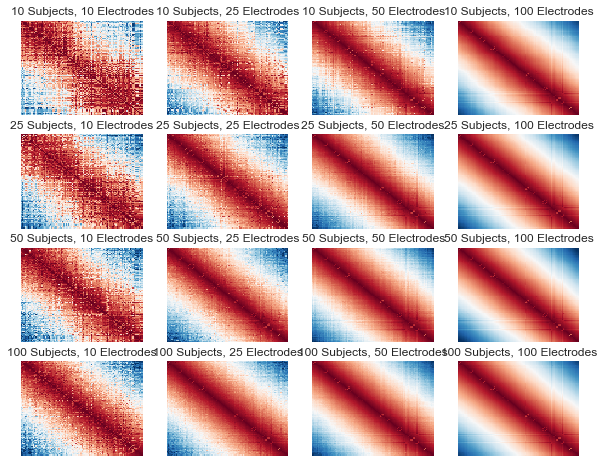 10 Subjects, 10 Electrodes
10 Subjects, 25 Electrodes
10 Subjects, 50 Electrodes
10 Subjects, 100 Electrodes
25 Subjects, 10 Electrodes
25 Subjects, 25 Electrodes
25 Subjects, 50 Electrodes
25 Subjects, 100 Electrodes
50 Subjects, 10 Electrodes
50 Subjects, 25 Electrodes
50 Subjects, 50 Electrodes
50 Subjects, 100 Electrodes
100 Subjects, 10 Electrodes
100 Subjects, 25 Electrodes
100 Subjects, 50 Electrodes
100 Subjects, 100 Electrodes